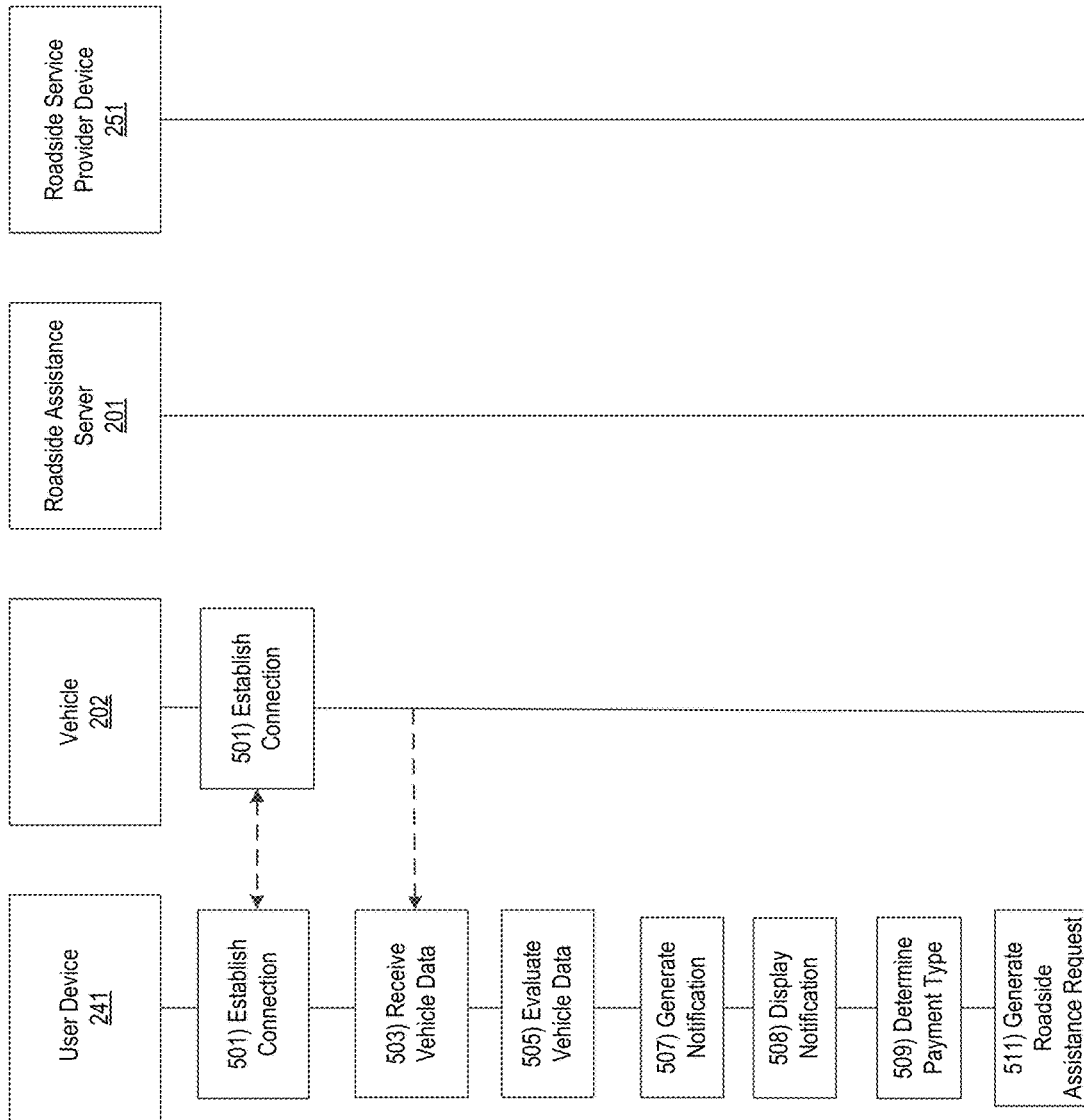 User Device
241
Vehicle
202
Roadside Assistance
Server
201
Roadside Service
Provider Device
251
501) Establish
Connection
501) Establish
Connection
503) Receive
Vehicle Data
505) Evaluate
Vehicle Data
507) Generate
Notification
508) Display
Notification
509) Determine
Payment Type
511) Generate
Roadside
Assistance Request